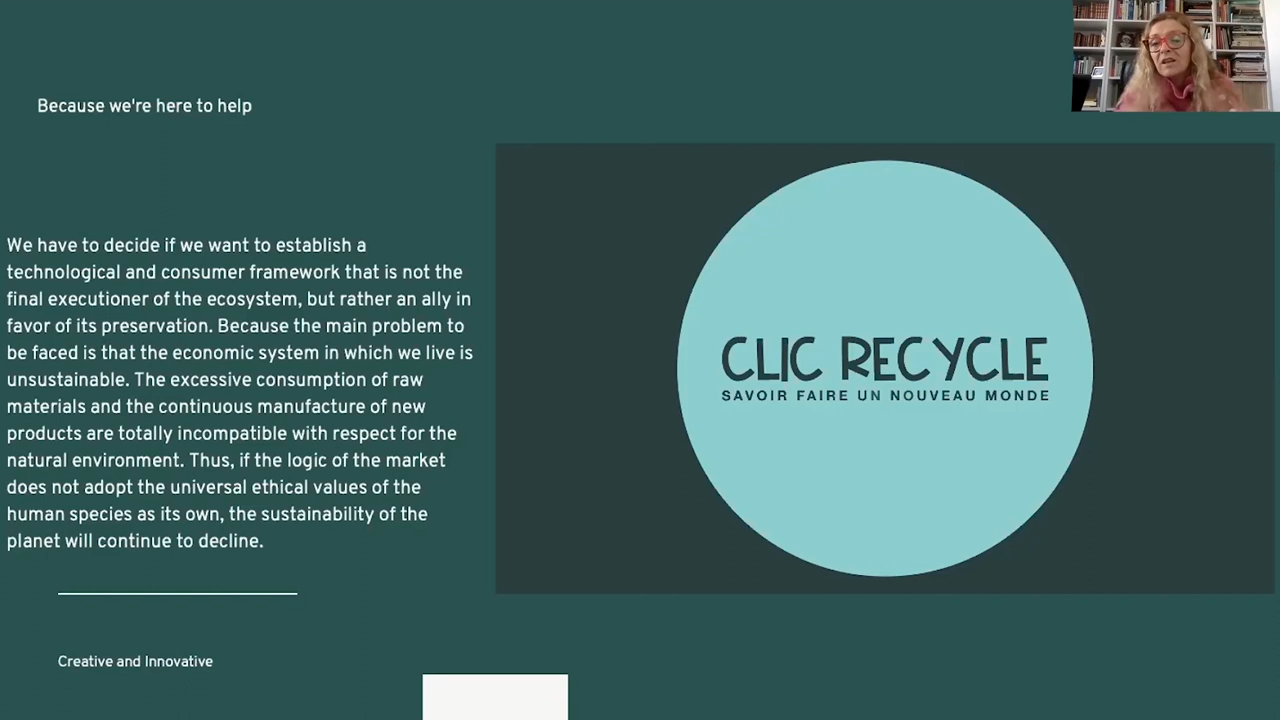 Because we're here to help
We have to decide if we want to establish a
technological and consumer framework that is not the
final executioner of the ecosystem, but rather an ally in
favor of its preservation. Because the main problem to
be faced is that the economic system in which we live is
unsustainable. The excessive consumption of raw
materials and the continuous manufacture of new
products are totally incompatible with respect for the
natural environment. Thus, if the logic of the market
does not adopt the universal ethical values of the
human species as its own, the sustainability of the
planet will continue to decline.
CLIC RECYCLE
SAVOIR FAIRE UN NOUVEAU MONDE
Creative and Innovative